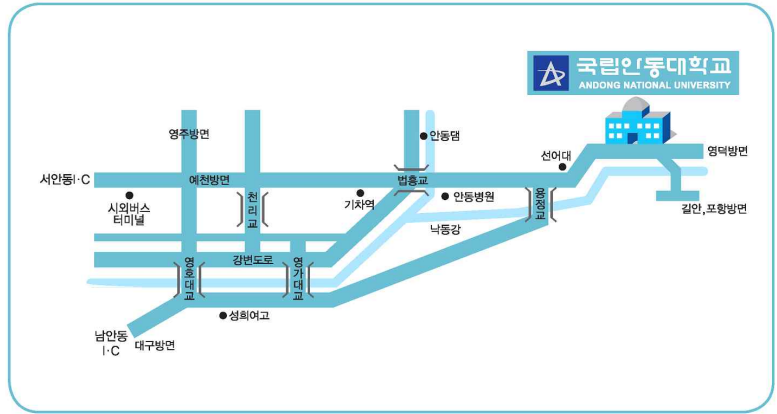 국립안동대학교
ANDONG NATIONAL UNIVERSITY
영주방면
안동댐
선어대
영덕방면
서안동I·C
예천방면
법흥교
시외버스
터미널
천리교
기차역
안동병원
용정교
길안,포항방면
낙동강
영호대교
강변도로
영가대교
성희여고
남안동
I·C
대구방면